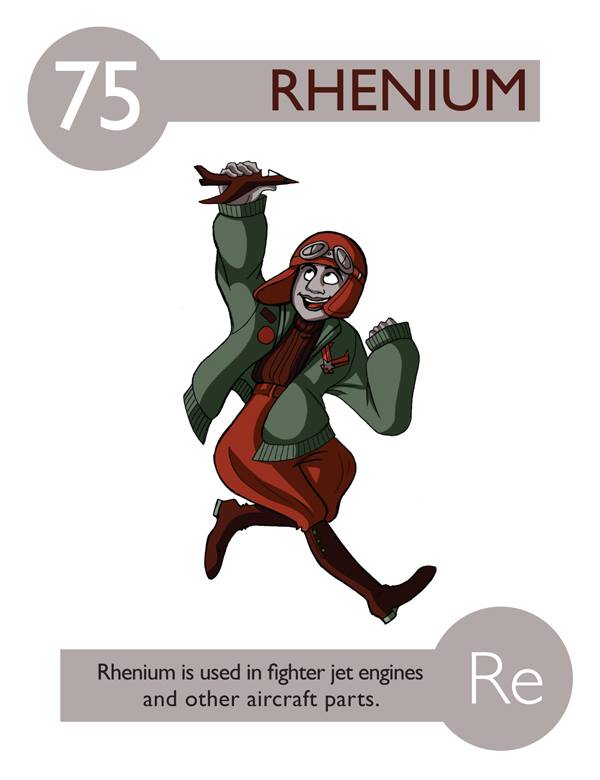 75
RHENIUM
Rhenium is used in fighter jet engines
and other aircraft parts.
Re